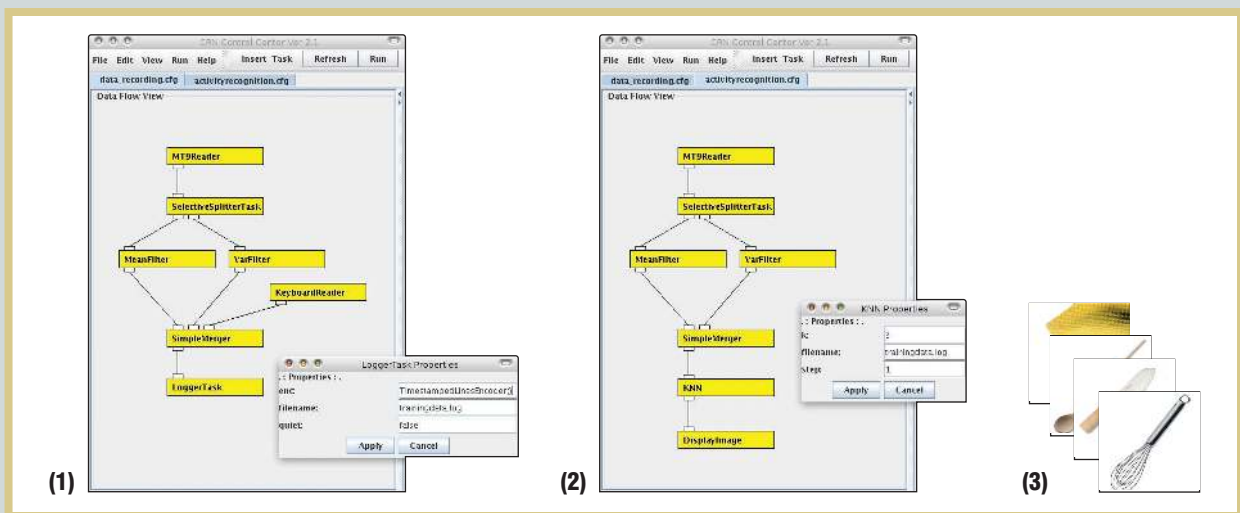 CRN Control Center Ver 2.1
File Edit View Run Help Insert Task Refresh Run
data_recording.cfg activityrecognition.cfg
Data Flow View
MT9Reader
SelectiveSplitterTask
MeanFilter VarFilter
KeyboardReader
SimpleMerger
LoggerTask
LoggerTask Properties
.: Properties : .
enc: TimestampedLinesEncoder()
filename: trainingdata.log
quiet: false
Apply Cancel
(1)
CRN Control Center Ver 2.1
File Edit View Run Help Insert Task Refresh Run
data_recording.cfg activityrecognition.cfg
Data Flow View
MT9Reader
SelectiveSplitterTask
MeanFilter VarFilter
SimpleMerger
KNN
DisplayImage
KNN Properties
.: Properties : .
k:
filename: trainingdata.log
step: 1
Apply Cancel
(2)
(3)